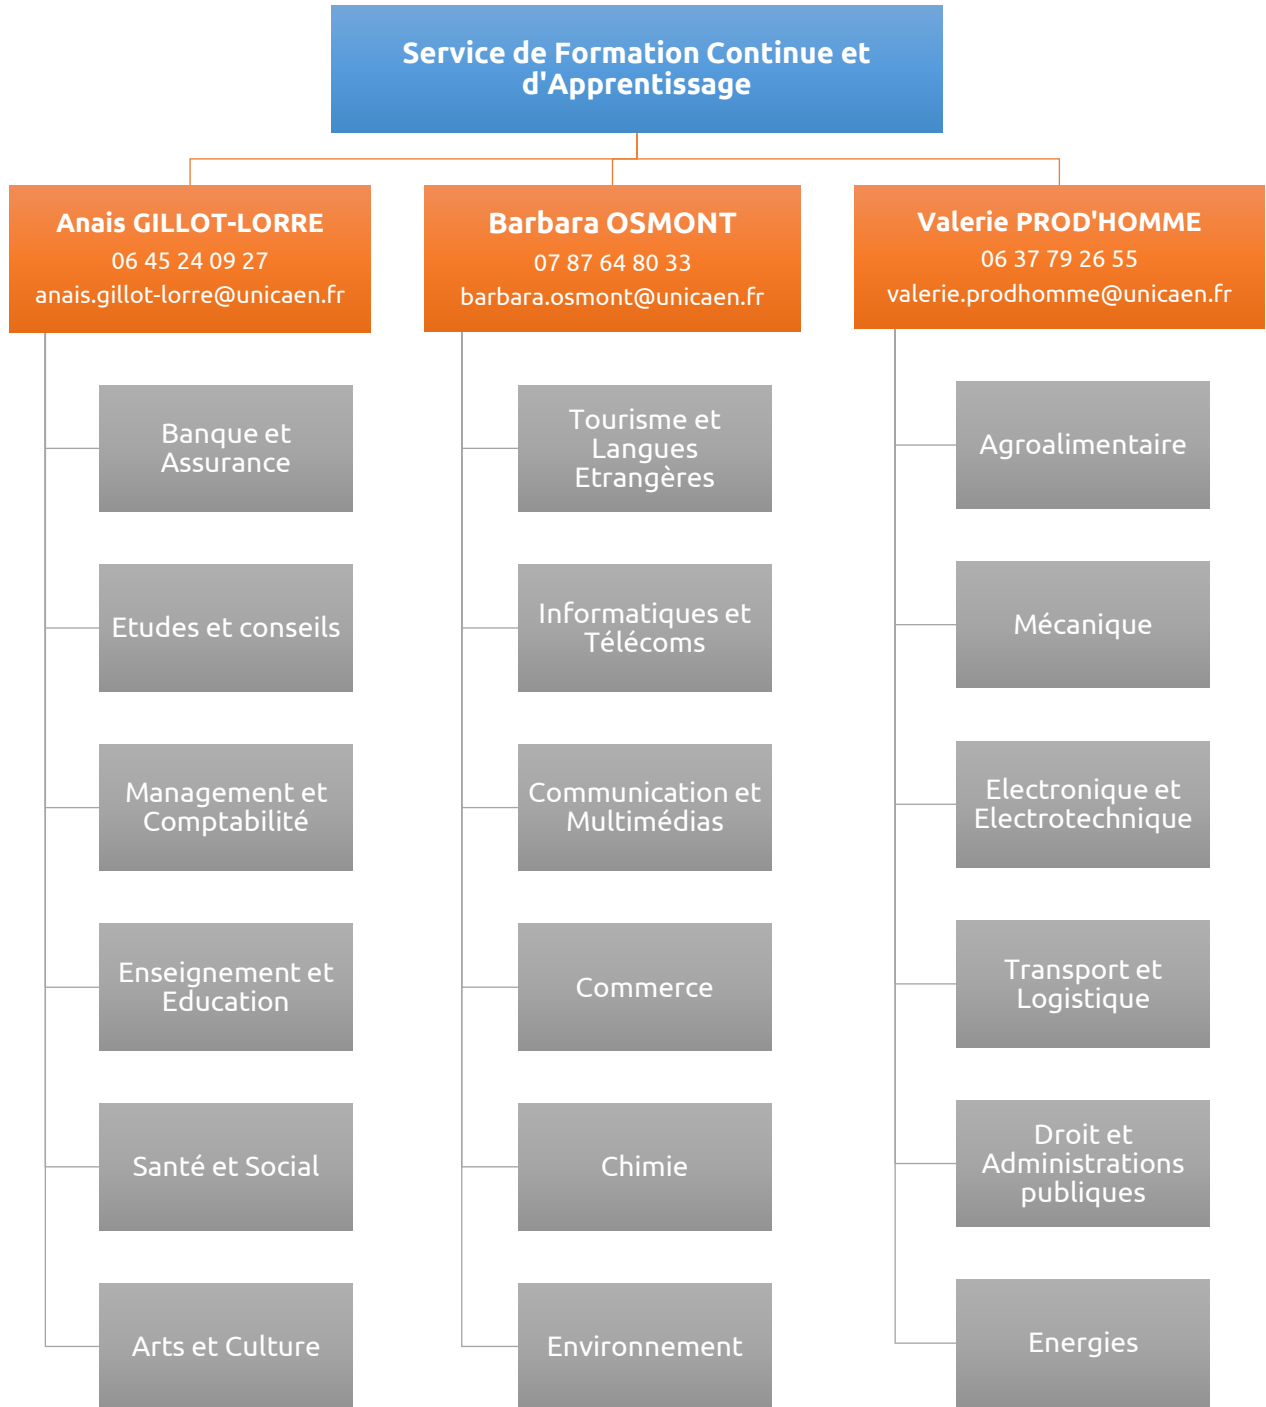 Service de Formation Continue et
d'Apprentissage
Anais GILLOT-LORRE
06 45 24 09 27
anais.gillot-lorre@unicaen.fr
Banque et
Assurance
Etudes et conseils
Management et
Comptabilité
Enseignement et
Education
Santé et Social
Arts et Culture
Barbara OSMONT
07 87 64 80 33
barbara.osmont@unicaen.fr
Tourisme et
Langues
Etrangères
Informatiques et
Télécoms
Communication et
Multimédias
Commerce
Chimie
Environnement
Valerie PROD'HOMME
06 37 79 26 55
valerie.prodhomme@unicaen.fr
Agroalimentaire
Mécanique
Electronique et
Electrotechnique
Transport et
Logistique
Droit et
Administrations
publiques
Energies